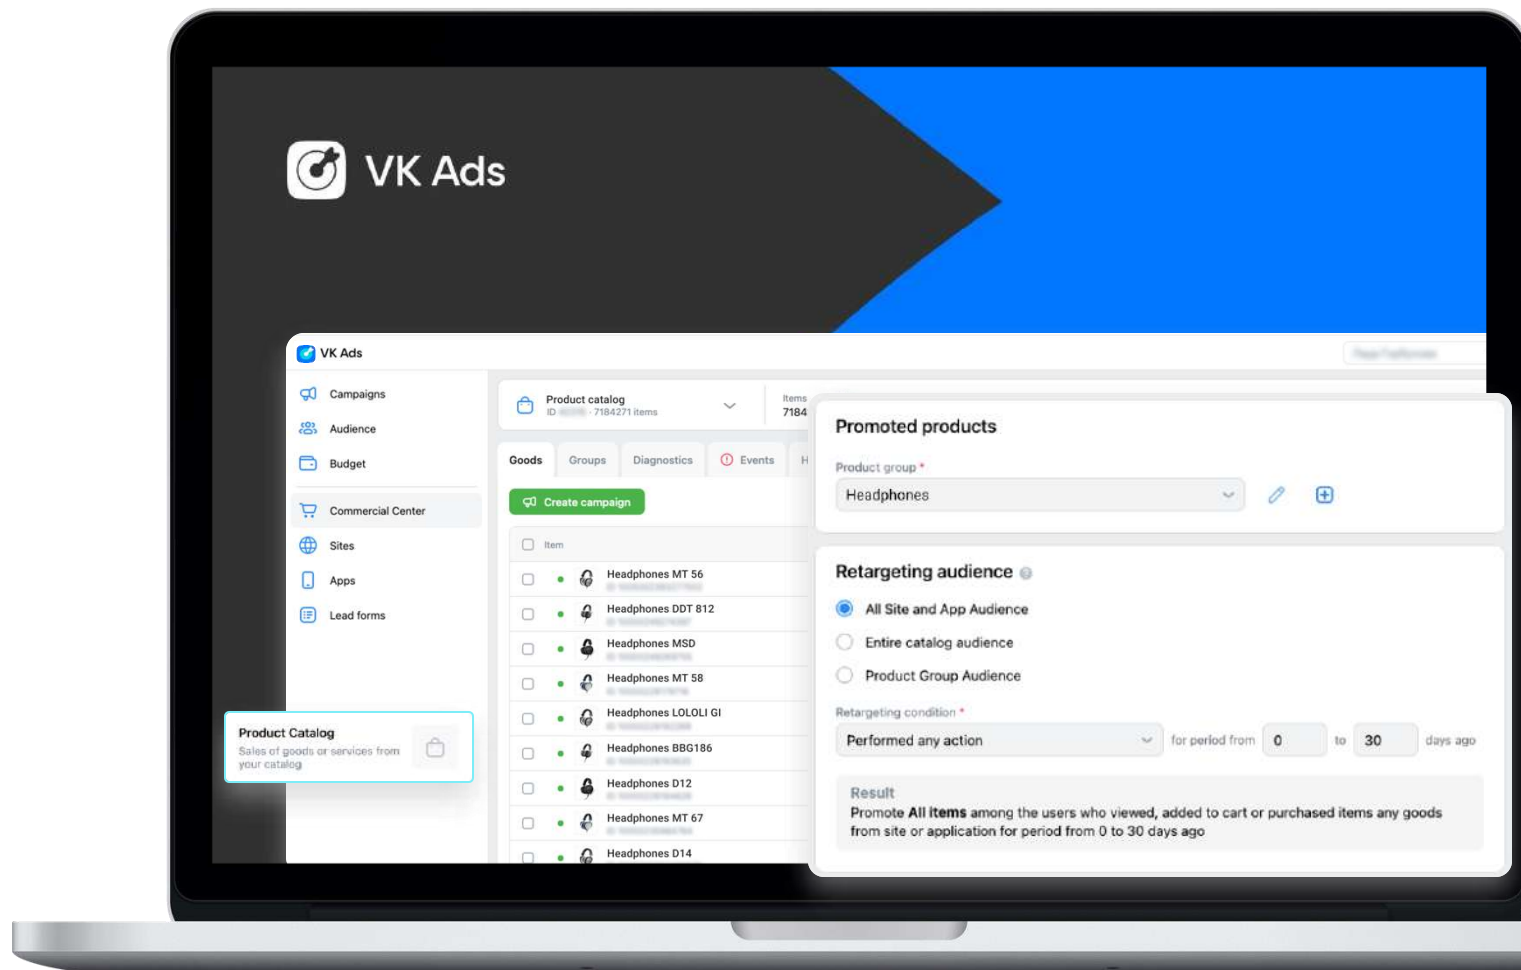 VK Ads
VK Ads
Campaigns
Audience
Budget
Commercial Center
Sites
Apps
Lead forms
Product Catalog
Sales of goods or services from
your catalog
Product catalog
ID · 7184271 items
Items
7184
Goods Groups Diagnostics Events H
Create campaign
Item
Headphones MT 56
Headphones DDT 812
Headphones MSD
Headphones MT 58
Headphones LOLOLI GI
Headphones BBG186
Headphones D12
Headphones MT 67
Headphones D14
Promoted products
Product group *
Headphones
Retargeting audience
All Site and App Audience
Entire catalog audience
Product Group Audience
Retargeting condition *
Performed any action for period from 0 to 30 days ago
Result
Promote All items among the users who viewed, added to cart or purchased items any goods
from site or application for period from 0 to 30 days ago